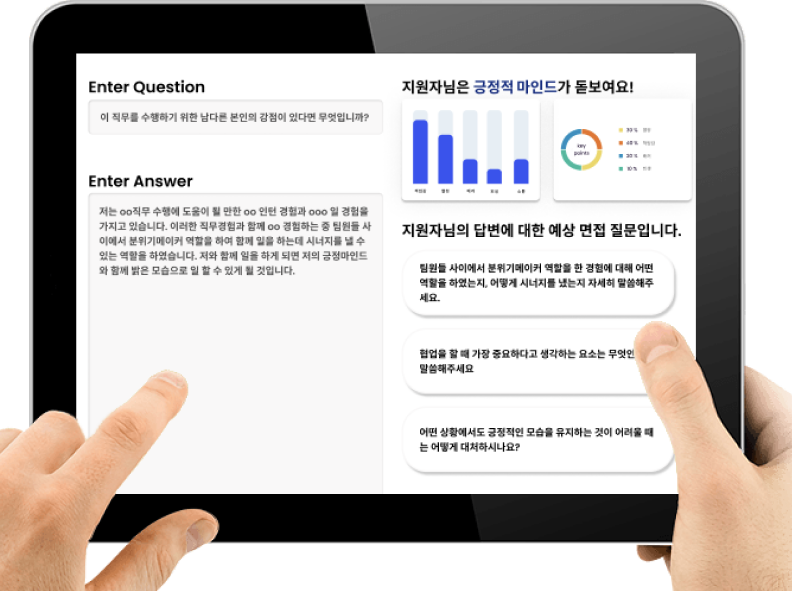 Enter Question
이 직무를 수행하기 위한 남다른 본인의 강점이 있다면 무엇입니까?
Enter Answer
저는 oo직무 수행에 도움이 될 만한 oo 인턴 경험과 ooo 일 경험을
가지고 있습니다. 이러한 직무경험과 함께 oo 경험하는 중 팀원들 사
이에서 분위기메이커 역할을 하며 함께 일을 하는데 시너지를 낼 수
있는 역할을 하였습니다. 저와 함께 일을 하게 되면 저의 긍정마인드
와 함께 밝은 모습으로 일 할 수 있게 될 것입니다.
지원자님은 긍정적 마인드가 돋보여요!
key
points
30 %
40 %
20 %
10 %
지원자님의 답변에 대한 예상 면접 질문입니다.
팀원들 사이에서 분위기메이커 역할을 한 경험에 대해 어떤
역할을 하였는지, 어떻게 시너지를 냈는지 자세히 말씀해주
세요.
협업을 할 때 가장 중요하다고 생각하는 요소는 무엇인
말씀해주세요
어떤 상황에서도 긍정적인 모습을 유지하는 것이 어려울 때
는 어떻게 대처하시나요?